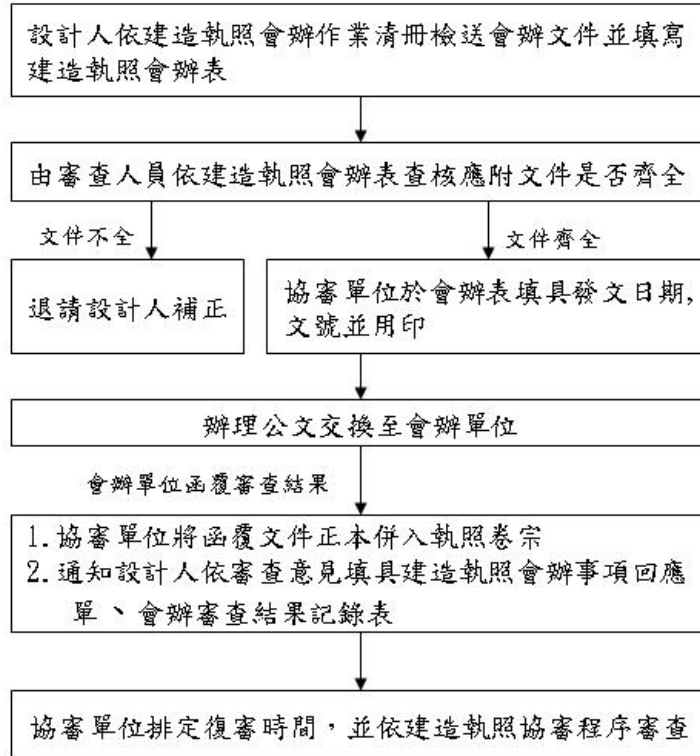 設計人依建造執照會辦作業清冊檢送會辦文件並填寫
建造執照會辦表
由審查人員依建造執照會辦表查核應附文件是否齊全
文件不全
文件齊全
退請設計人補正
協審單位於會辦表填具發文日期,
文號並用印
辦理公文交換至會辦單位
會辦單位函覆審查結果
1. 協審單位將函覆文件正本併入執照卷宗
2. 通知設計人依審查意見填具建造執照會辦事項回應
單、會辦審查結果記錄表
協審單位排定復審時間，並依建造執照協審程序審查